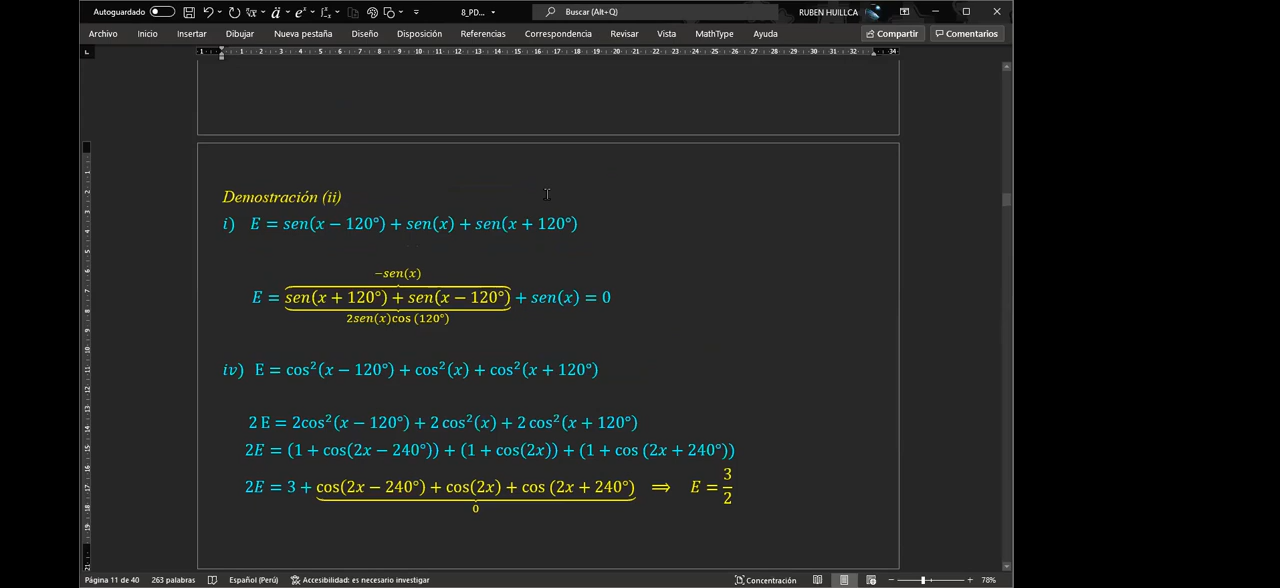 Autoguardado 8_PD... Buscar (Alt+Q) RUBEN HUILLCA
Archivo Inicio Insertar Dibujar Nueva pestaña Diseño Disposición Referencias Correspondencia Revisar Vista MathType Ayuda Compartir Comentarios
Demostración (ii)
i) E = sen(x − 120°) + sen(x) + sen(x + 120°)
−sen(x)
E = sen(x + 120°) + sen(x − 120°) + sen(x) = 0
2sen(x)cos (120°)
iv) E = cos²(x − 120°) + cos²(x) + cos²(x + 120°)
2 E = 2cos²(x − 120°) + 2 cos²(x) + 2 cos²(x + 120°)
2E = (1 + cos(2x − 240°)) + (1 + cos(2x)) + (1 + cos (2x + 240°))
2E = 3 + cos(2x − 240°) + cos(2x) + cos (2x + 240°) ⟹ E = 3/2
0
Página 11 de 40 263 palabras Español (Perú) Accesibilidad: es necesario investigar Concentración 78%